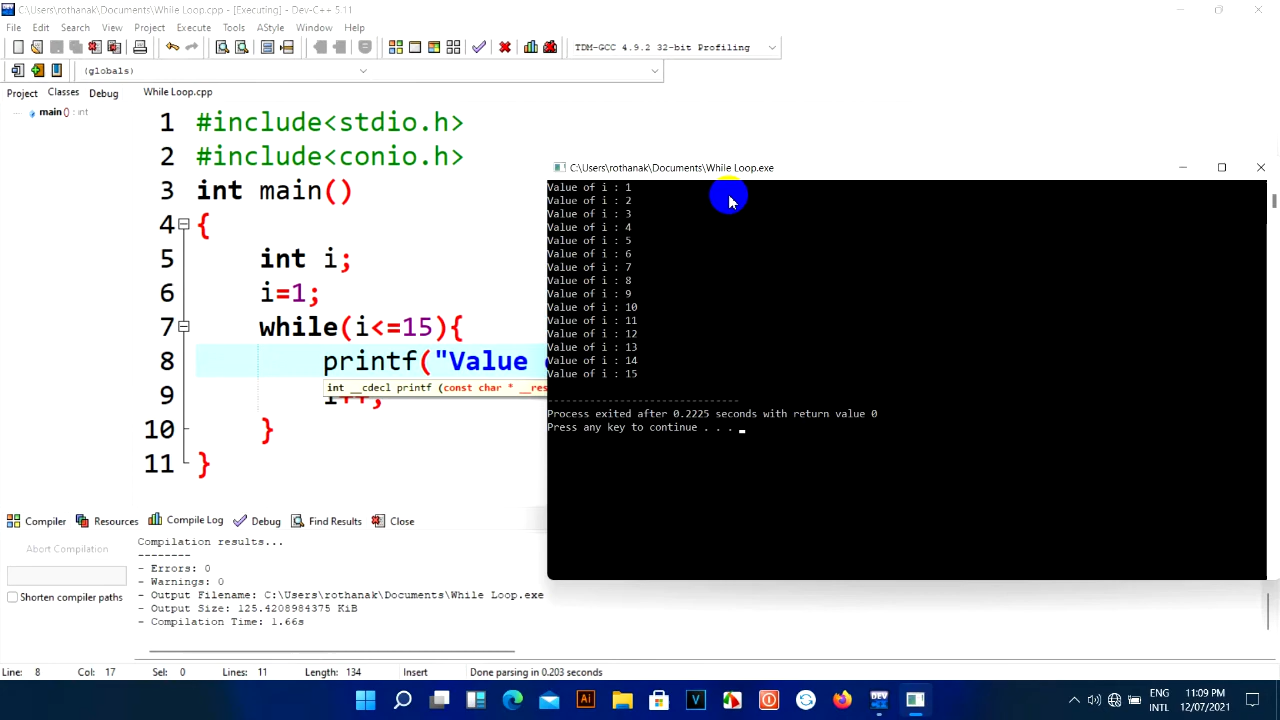 C:\Users\rothanak\Documents\While Loop.cpp - [Executing] - Dev-C++ 5.11
File Edit Search View Project Execute Tools AStyle Window Help
TDM-GCC 4.9.2 32-bit Profiling
(globals)
Project Classes Debug
While Loop.cpp
main () : int
1 #include<stdio.h>
2 #include<conio.h>
3 int main()
4 {
5 int i;
6 i=1;
7 while(i<=15){
8 printf("Value
int __cdecl printf (const char * __res
9 i++;
10 }
11 }
C:\Users\rothanak\Documents\While Loop.exe
Value of i : 1
Value of i : 2
Value of i : 3
Value of i : 4
Value of i : 5
Value of i : 6
Value of i : 7
Value of i : 8
Value of i : 9
Value of i : 10
Value of i : 11
Value of i : 12
Value of i : 13
Value of i : 14
Value of i : 15
--------------------------------
Process exited after 0.2225 seconds with return value 0
Press any key to continue . . .
Compiler Resources Compile Log Debug Find Results Close
Abort Compilation
Shorten compiler paths
Compilation results...
--------
- Errors: 0
- Warnings: 0
- Output Filename: C:\Users\rothanak\Documents\While Loop.exe
- Output Size: 125.4208984375 KiB
- Compilation Time: 1.66s
Line: 8 Col: 17 Sel: 0 Lines: 11 Length: 134 Insert Done parsing in 0.203 seconds
Ai
V
DEV
ENG
INTL
11:09 PM
12/07/2021